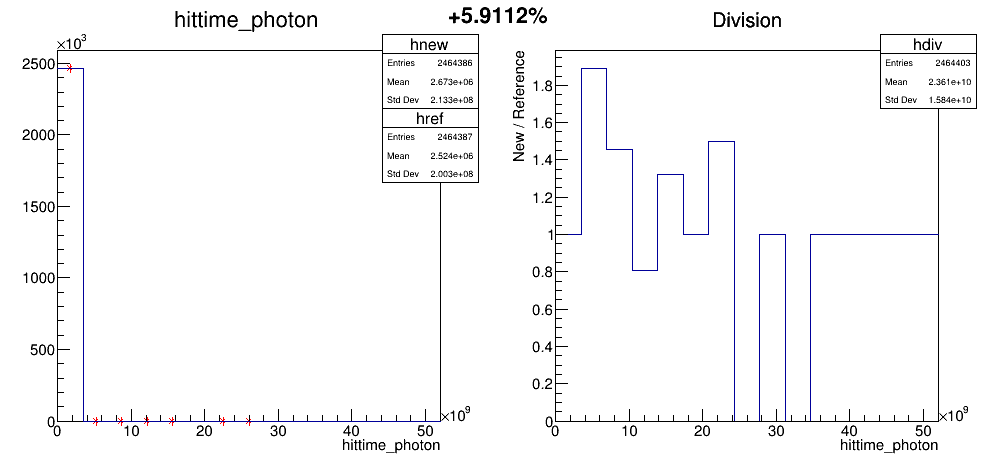 +5.9112%
hittime_photon
×10³
hnew
Entries 2464386
Mean 2.673e+06
Std Dev 2.133e+08
href
Entries 2464387
Mean 2.524e+06
Std Dev 2.003e+08
2500
2000
1500
1000
500
0
0 10 20 30 40 50 ×10⁹
hittime_photon
Division
hdiv
Entries 2464403
Mean 2.361e+10
Std Dev 1.584e+10
New / Reference
1.8
1.6
1.4
1.2
1
0.8
0.6
0.4
0.2
0
0 10 20 30 40 50 ×10⁹
hittime_photon